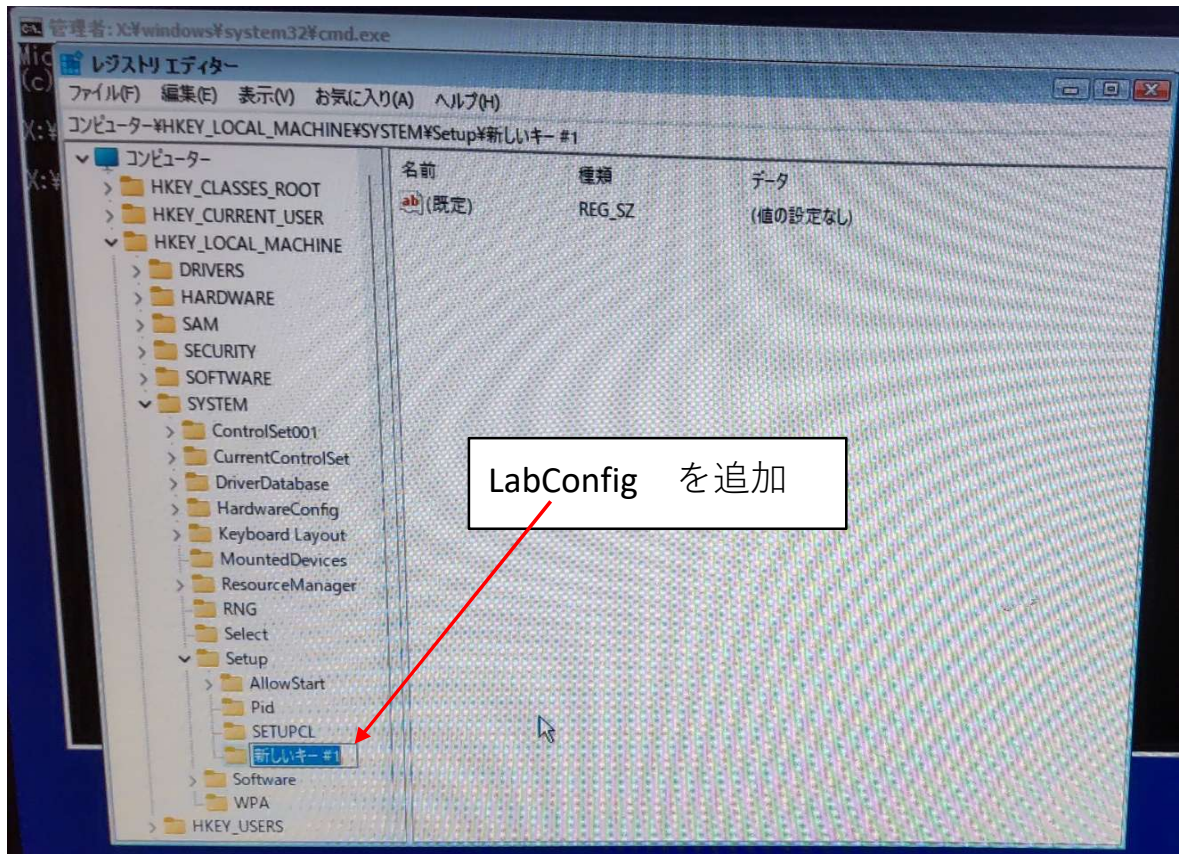 管理者: X:¥windows¥system32¥cmd.exe
Mic
(c)
X:¥
X:¥
レジストリ エディター
ファイル(F) 編集(E) 表示(V) お気に入り(A) ヘルプ(H)
コンピューター¥HKEY_LOCAL_MACHINE¥SYSTEM¥Setup¥新しいキー #1
コンピューター
HKEY_CLASSES_ROOT
HKEY_CURRENT_USER
HKEY_LOCAL_MACHINE
DRIVERS
HARDWARE
SAM
SECURITY
SOFTWARE
SYSTEM
ControlSet001
CurrentControlSet
DriverDatabase
HardwareConfig
Keyboard Layout
MountedDevices
ResourceManager
RNG
Select
Setup
AllowStart
Pid
SETUPCL
新しいキー #1
Software
WPA
HKEY_USERS
名前 種類 データ
ab (既定) REG_SZ (値の設定なし)
LabConfig を追加